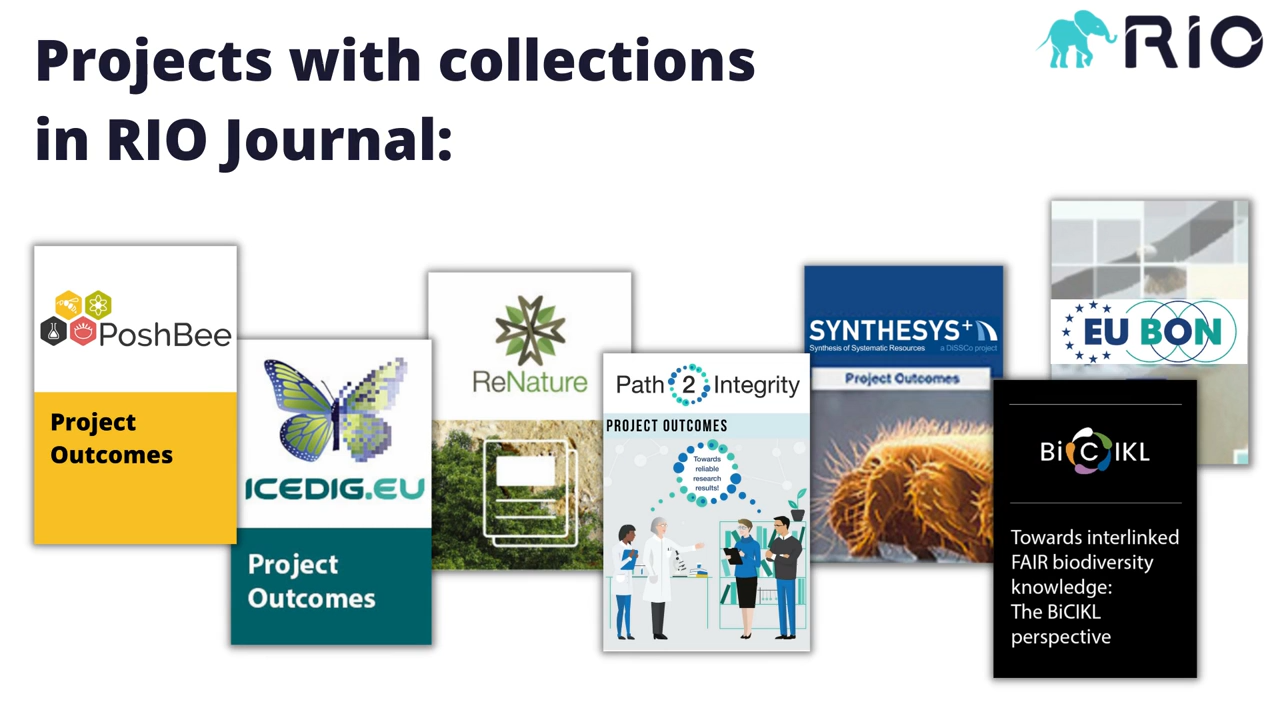 Projects with collections
in RIO Journal:
RIO
PoshBee
Project
Outcomes
ICEDIG.EU
Project
Outcomes
ReNature
Path 2 Integrity
PROJECT OUTCOMES
Towards
reliable
research
results!
SYNTHESYS+
Synthesis of Systematic Resources a DiSSCo project
Project Outcomes
EU BON
BiCIKL
Towards interlinked
FAIR biodiversity
knowledge:
The BiCIKL
perspective